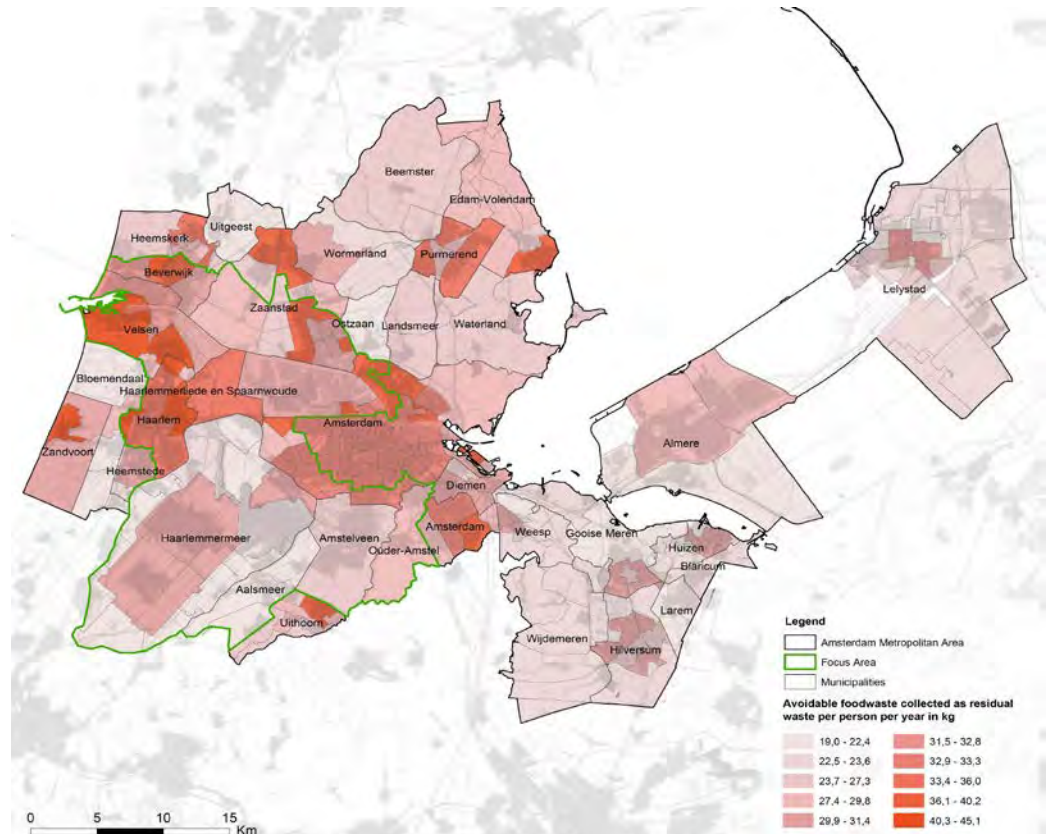 Beemster
Edam-Volendam
Uitgeest
Heemskerk
Wormerland
Purmerend
Beverwijk
Lelystad
Zaanstad
Velsen
Ostzaan
Landsmeer
Waterland
Bloemendaal
Haarlemmerliede en Spaarnwoude
Haarlem
Amsterdam
Almere
Zandvoort
Heemstede
Diemen
Amsterdam
Weesp
Gooise Meren
Haarlemmermeer
Amstelveen
Huizen
Ouder-Amstel
Blaricum
Aalsmeer
Larem
Uithoorn
Wijdemeren
Hilversum
Legend
Amsterdam Metropolitan Area
Focus Area
Municipalities
Avoidable foodwaste collected as residual
waste per person per year in kg
19,0 - 22,4 31,5 - 32,8
22,5 - 23,6 32,9 - 33,3
23,7 - 27,3 33,4 - 36,0
27,4 - 29,8 36,1 - 40,2
29,9 - 31,4 40,3 - 45,1
0 5 10 15
Km